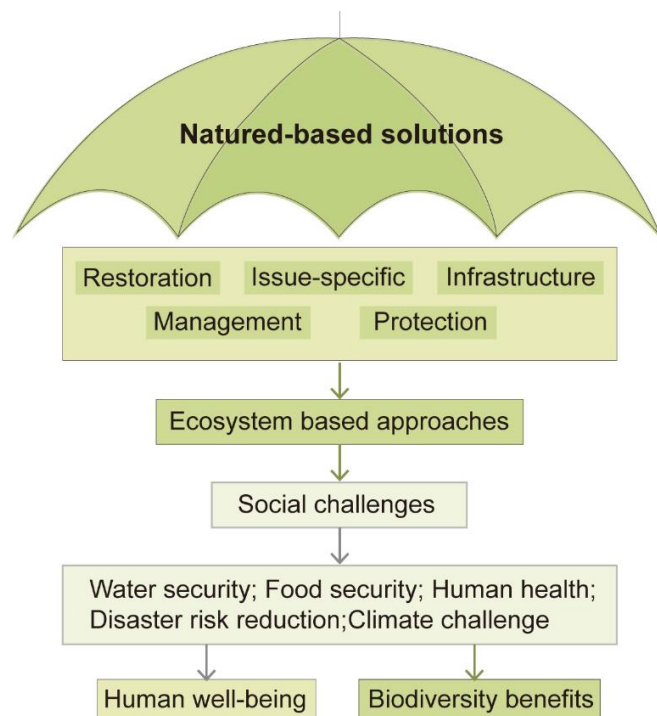 Natured-based solutions
Restoration Issue-specific Infrastructure
Management Protection
Ecosystem based approaches
Social challenges
Water security; Food security; Human health;
Disaster risk reduction;Climate challenge
Human well-being Biodiversity benefits